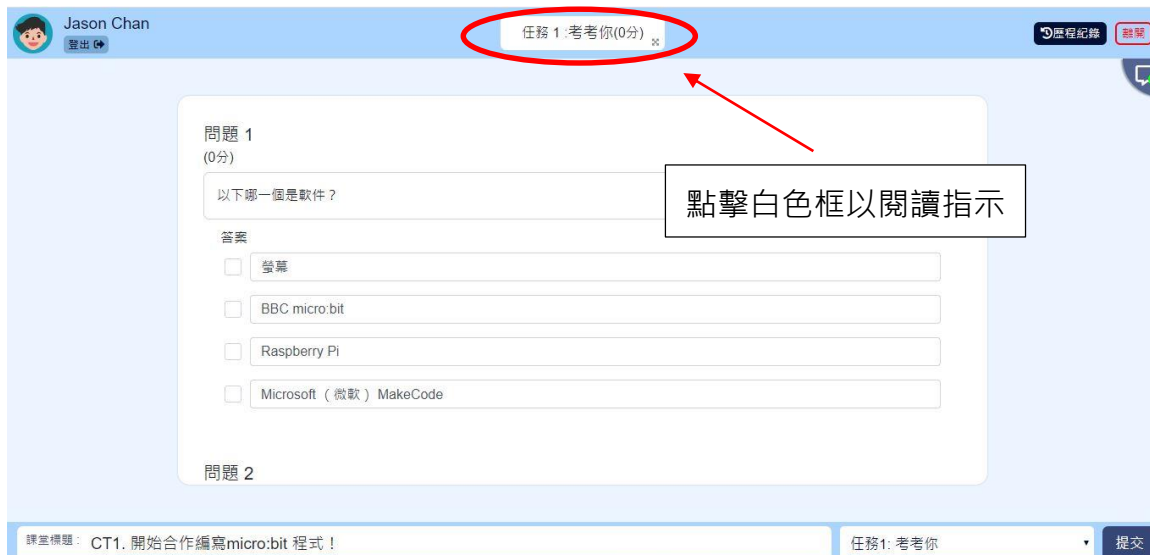 Jason Chan
登出
任務 1 :考考你(0分)
歷程紀錄
離開
問題 1
(0分)
以下哪一個是軟件？
點擊白色框以閱讀指示
答案
螢幕
BBC micro:bit
Raspberry Pi
Microsoft （微軟） MakeCode
問題 2
課堂標題： CT1. 開始合作編寫micro:bit 程式！
任務1: 考考你
提交